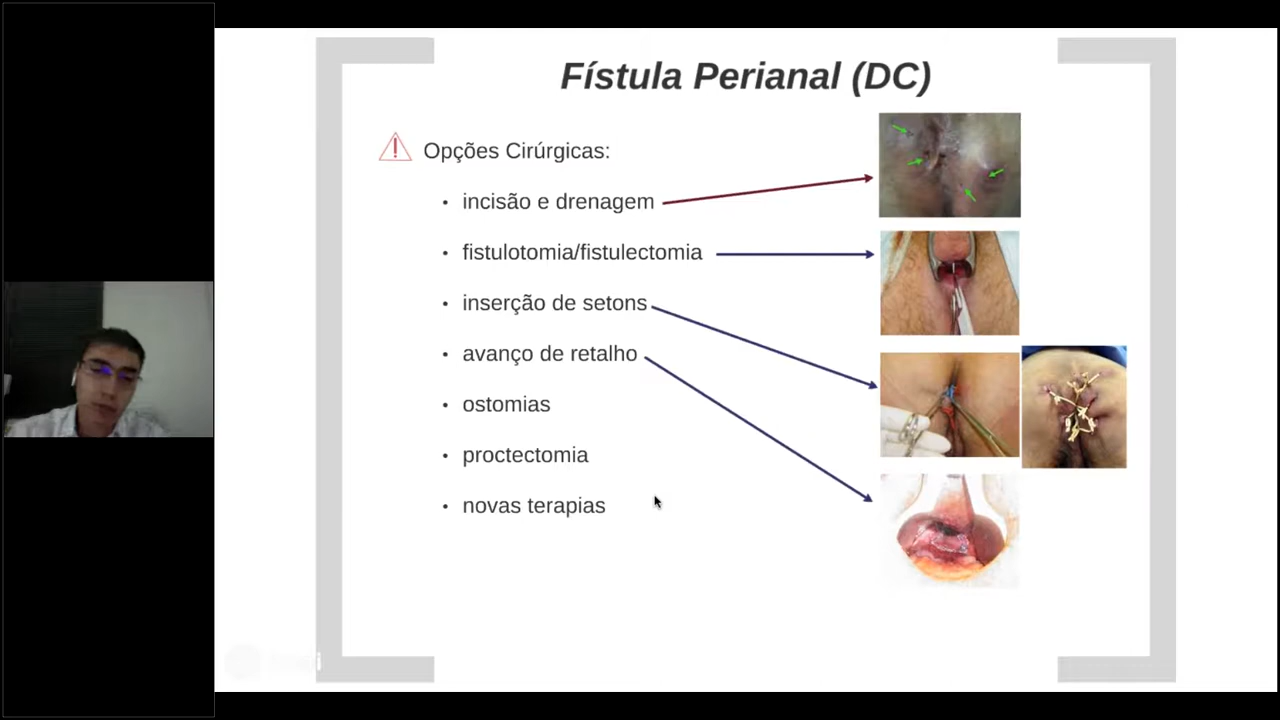 Fístula Perianal (DC)
Opções Cirúrgicas:
• incisão e drenagem
• fistulotomia/fistulectomia
• inserção de setons
• avanço de retalho
• ostomias
• proctectomia
• novas terapias